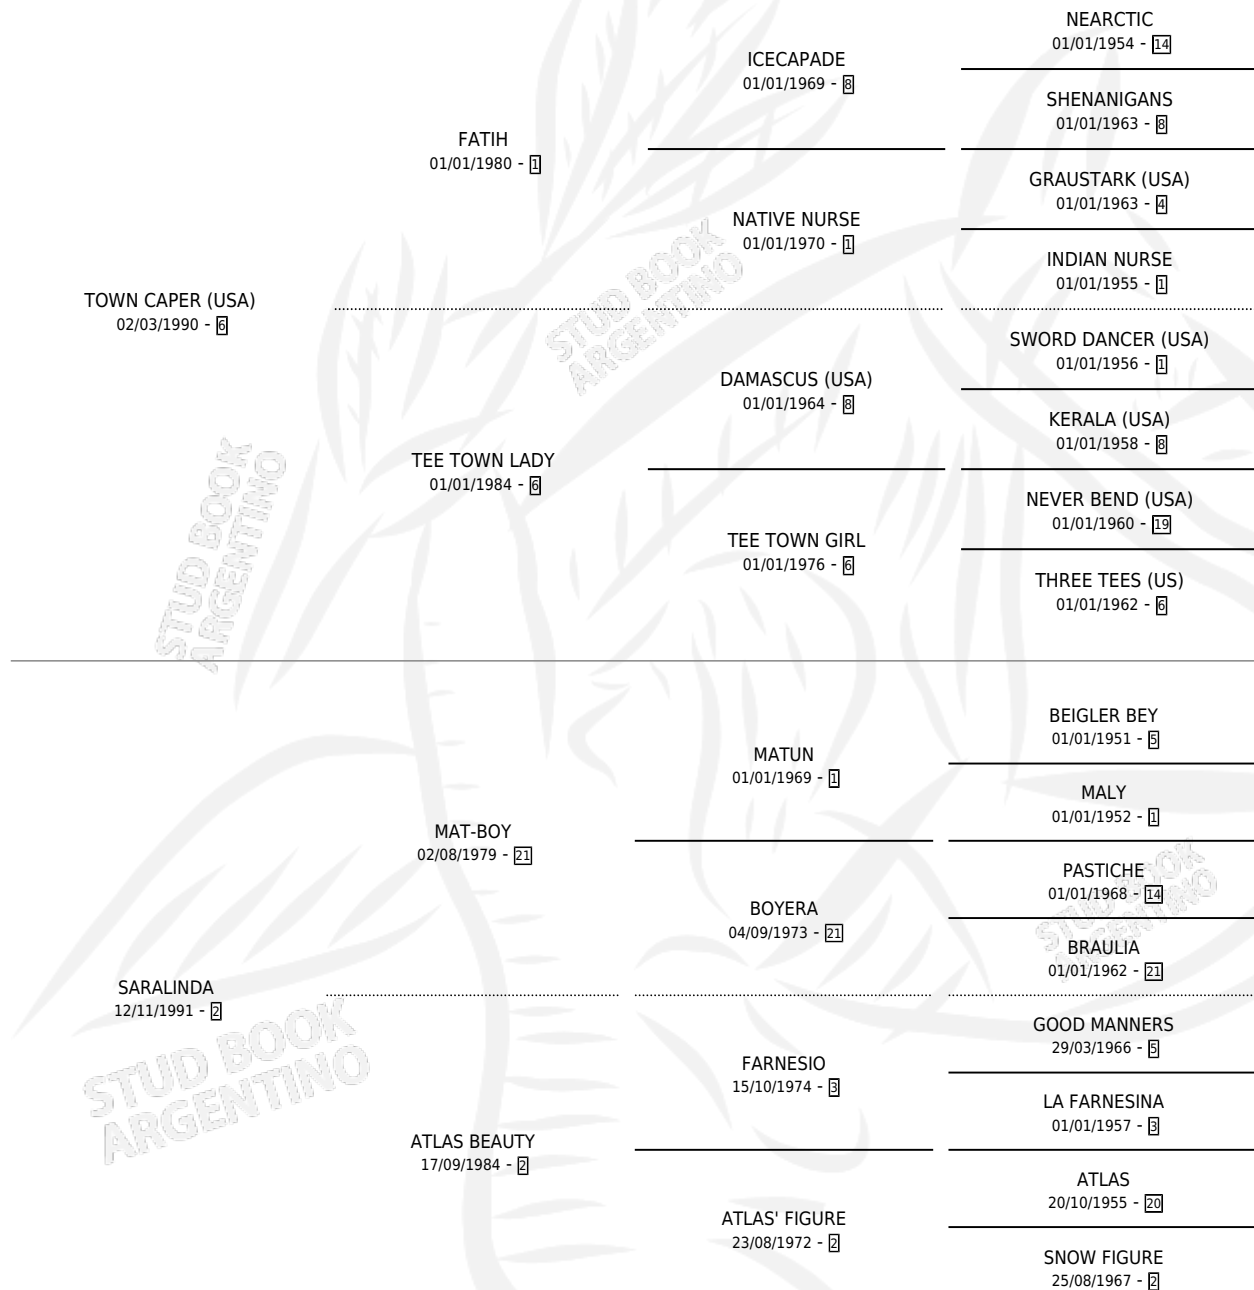 NEARCTIC
01/01/1954 - 14
ICECAPADE
01/01/1969 - 8
SHENANIGANS
01/01/1963 - 8
FATIH
01/01/1980 - 1
GRAUSTARK (USA)
01/01/1963 - 4
NATIVE NURSE
01/01/1970 - 1
INDIAN NURSE
01/01/1955 - 1
TOWN CAPER (USA)
02/03/1990 - 6
SWORD DANCER (USA)
01/01/1956 - 1
DAMASCUS (USA)
01/01/1964 - 8
KERALA (USA)
01/01/1958 - 8
TEE TOWN LADY
01/01/1984 - 6
NEVER BEND (USA)
01/01/1960 - 19
TEE TOWN GIRL
01/01/1976 - 6
THREE TEES (US)
01/01/1962 - 6
BEIGLER BEY
01/01/1951 - 5
MATUN
01/01/1969 - 1
MALY
01/01/1952 - 1
MAT-BOY
02/08/1979 - 21
PASTICHE
01/01/1968 - 14
BOYERA
04/09/1973 - 21
BRAULIA
01/01/1962 - 21
SARALINDA
12/11/1991 - 2
GOOD MANNERS
29/03/1966 - 5
FARNESIO
15/10/1974 - 3
LA FARNESINA
01/01/1957 - 3
ATLAS BEAUTY
17/09/1984 - 2
ATLAS
20/10/1955 - 20
ATLAS' FIGURE
23/08/1972 - 2
SNOW FIGURE
25/08/1967 - 2
STUD BOOK
ARGENTINO
STUD BOOK
ARGENTINO
STUD BOOK
ARGENTINO
STUD BOOK
ARGENTINO